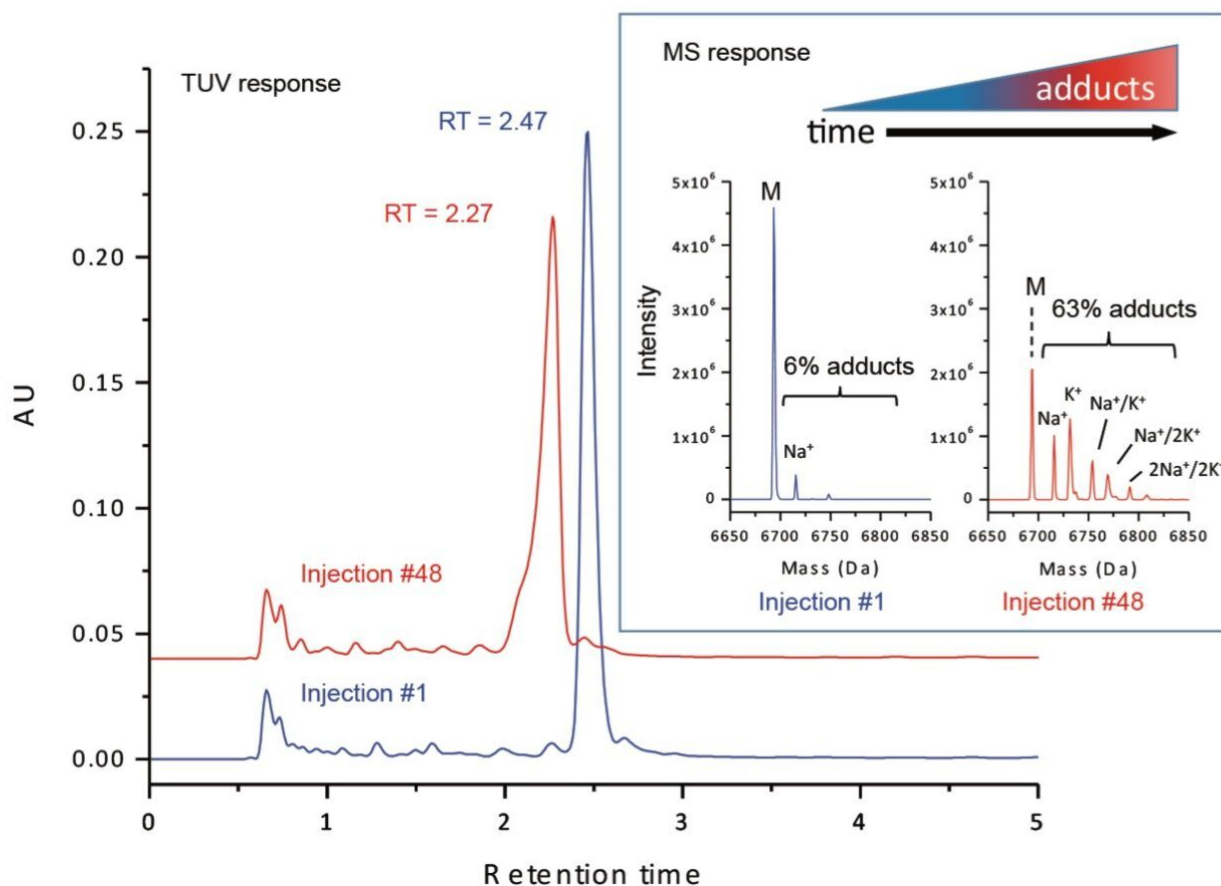 TUV response
RT = 2.47
RT = 2.27
0.25
0.20
0.15
0.10
0.05
0.00
AU
Injection #48
Injection #1
0 1 2 3 4 5
Retention time
MS response
adducts
time
5x10⁶
4x10⁶
3x10⁶
2x10⁶
1x10⁶
0
Intensity
M
6% adducts
Na⁺
6650 6700 6750 6800 6850
Mass (Da)
Injection #1
5x10⁶
4x10⁶
3x10⁶
2x10⁶
1x10⁶
0
M
63% adducts
Na⁺
K⁺
Na⁺/K⁺
Na⁺/2K⁺
2Na⁺/2K⁺
6650 6700 6750 6800 6850
Mass (Da)
Injection #48